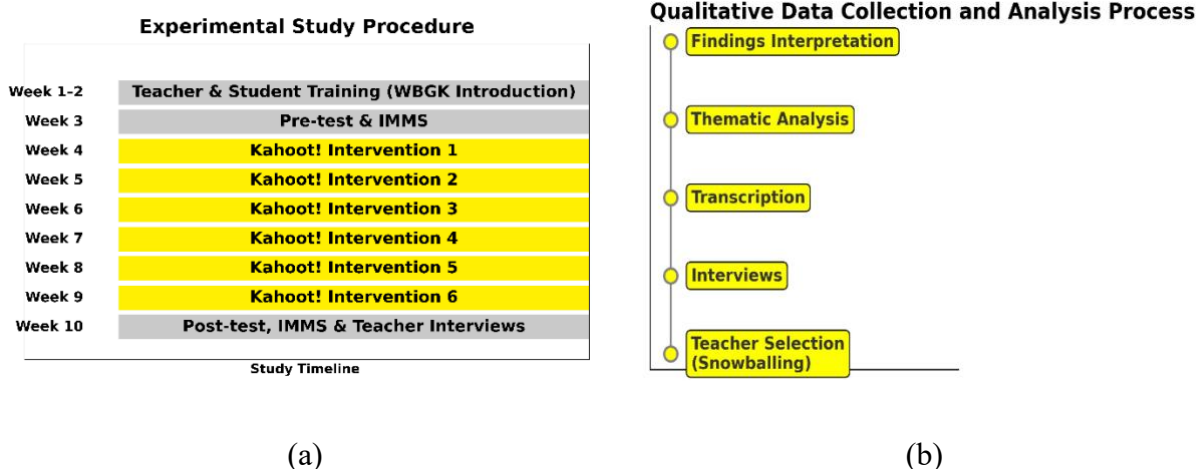 Experimental Study Procedure
Week 1–2 Teacher & Student Training (WBGK Introduction)
Week 3 Pre-test & IMMS
Week 4 Kahoot! Intervention 1
Week 5 Kahoot! Intervention 2
Week 6 Kahoot! Intervention 3
Week 7 Kahoot! Intervention 4
Week 8 Kahoot! Intervention 5
Week 9 Kahoot! Intervention 6
Week 10 Post-test, IMMS & Teacher Interviews
Study Timeline
(a)
Qualitative Data Collection and Analysis Process
Findings Interpretation
Thematic Analysis
Transcription
Interviews
Teacher Selection
(Snowballing)
(b)